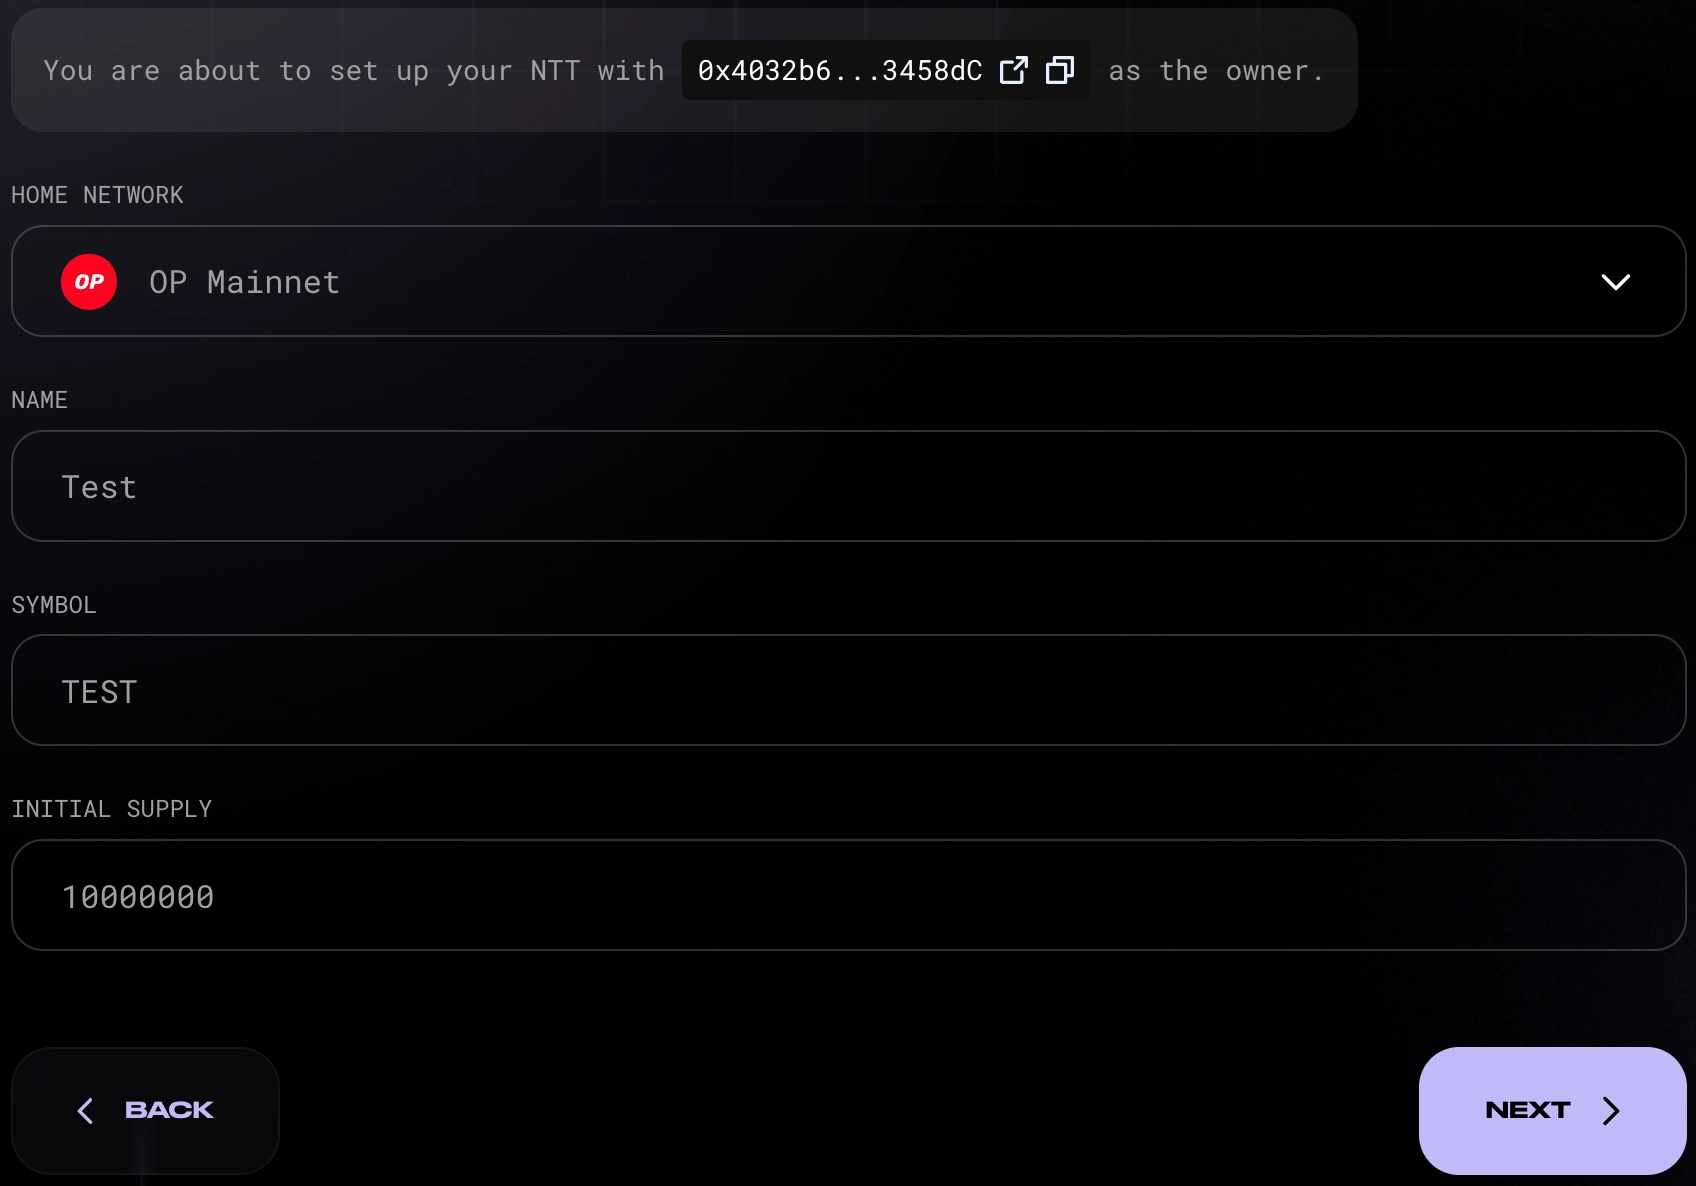 You are about to set up your NTT with 0x4032b6...3458dC as the owner.
HOME NETWORK
OP OP Mainnet
NAME
Test
SYMBOL
TEST
INITIAL SUPPLY
10000000
BACK
NEXT